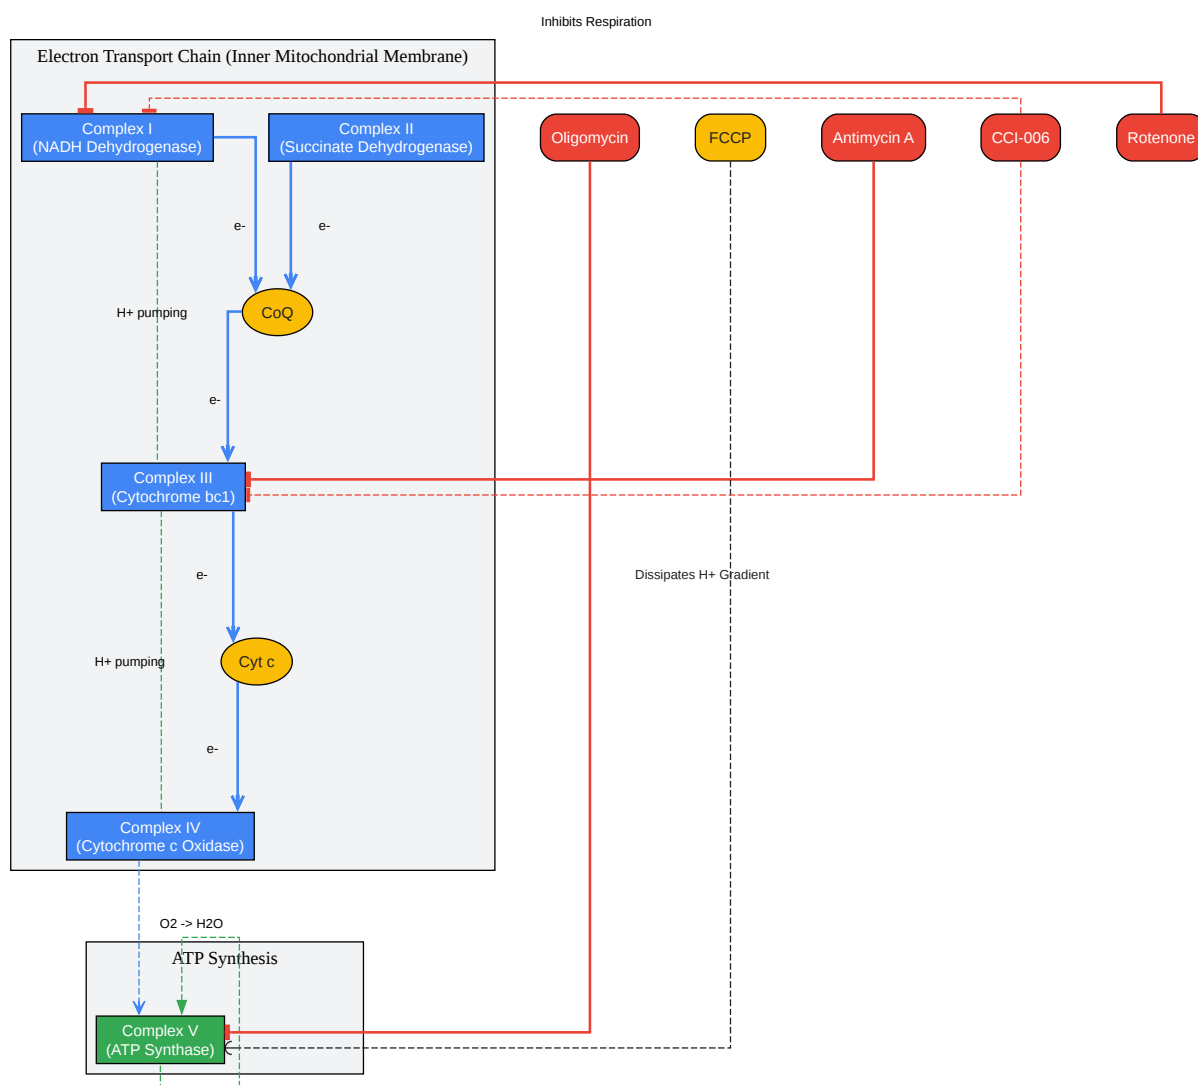 Inhibits Respiration
Electron Transport Chain (Inner Mitochondrial Membrane)
Complex I
(NADH Dehydrogenase)
Complex II
(Succinate Dehydrogenase)
Oligomycin
FCCP
Antimycin A
CCI-006
Rotenone
e-
e-
H+ pumping
CoQ
e-
Complex III
(Cytochrome bc1)
e-
Dissipates H+ Gradient
H+ pumping
Cyt c
e-
Complex IV
(Cytochrome c Oxidase)
O2 -> H2O
ATP Synthesis
Complex V
(ATP Synthase)